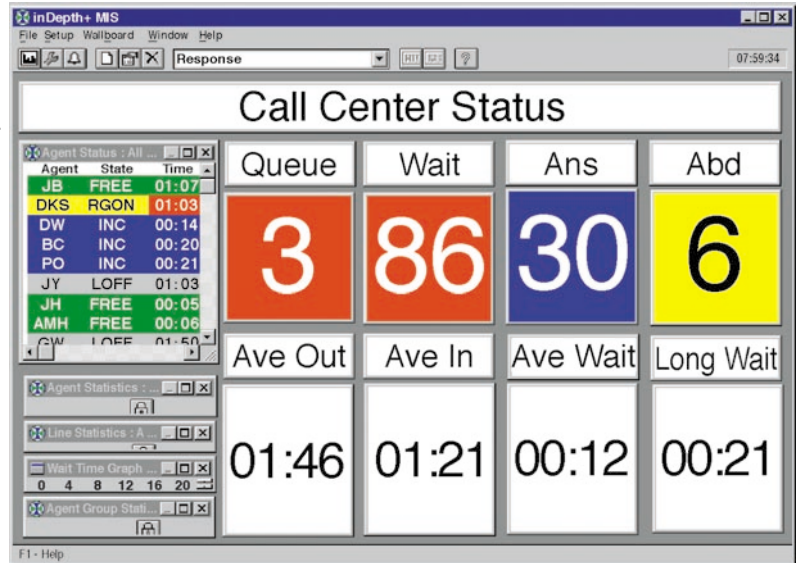 inDepth+ MIS
File Setup Wallboard Window Help
Response
07:59:34
Call Center Status
Agent Status : All ...
Agent State Time
JB FREE 01:07
DKS RGON 01:03
DW INC 00:14
BC INC 00:20
PO INC 00:21
JY LOFF 01:03
JH FREE 00:05
AMH FREE 00:06
GW LOFF 01:50
Queue Wait Ans Abd
3 86 30 6
Ave Out Ave In Ave Wait Long Wait
01:46 01:21 00:12 00:21
Agent Statistics : ...
Line Statistics : A ...
Wait Time Graph ...
0 4 8 12 16 20
Agent Group Stati...
F1 - Help